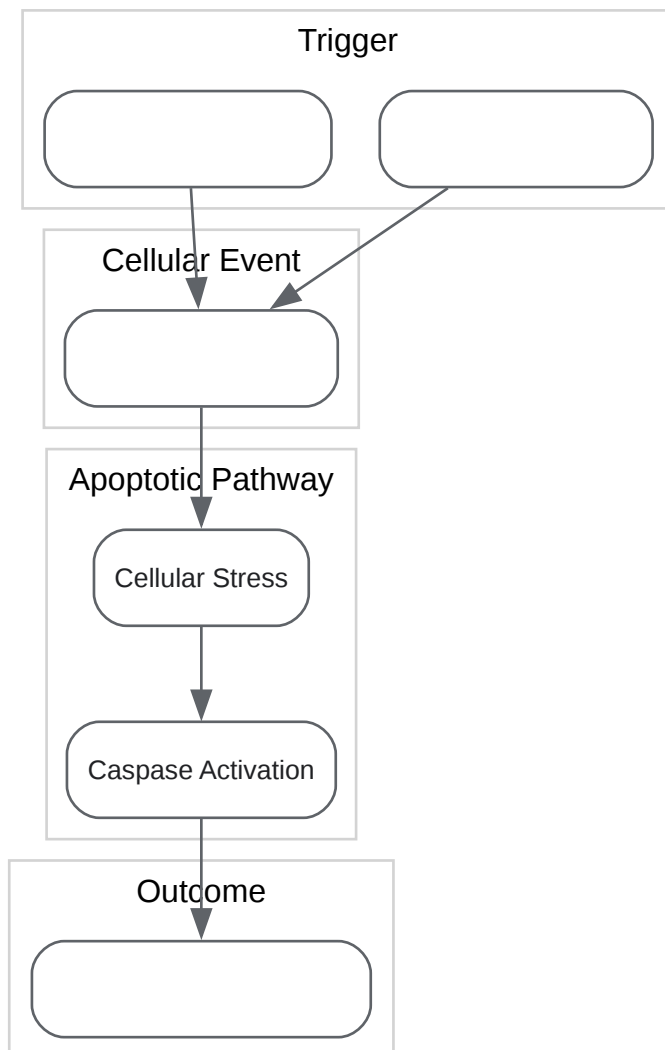 Trigger
Cellular Event
Apoptotic Pathway
Cellular Stress
Caspase Activation
Outcome